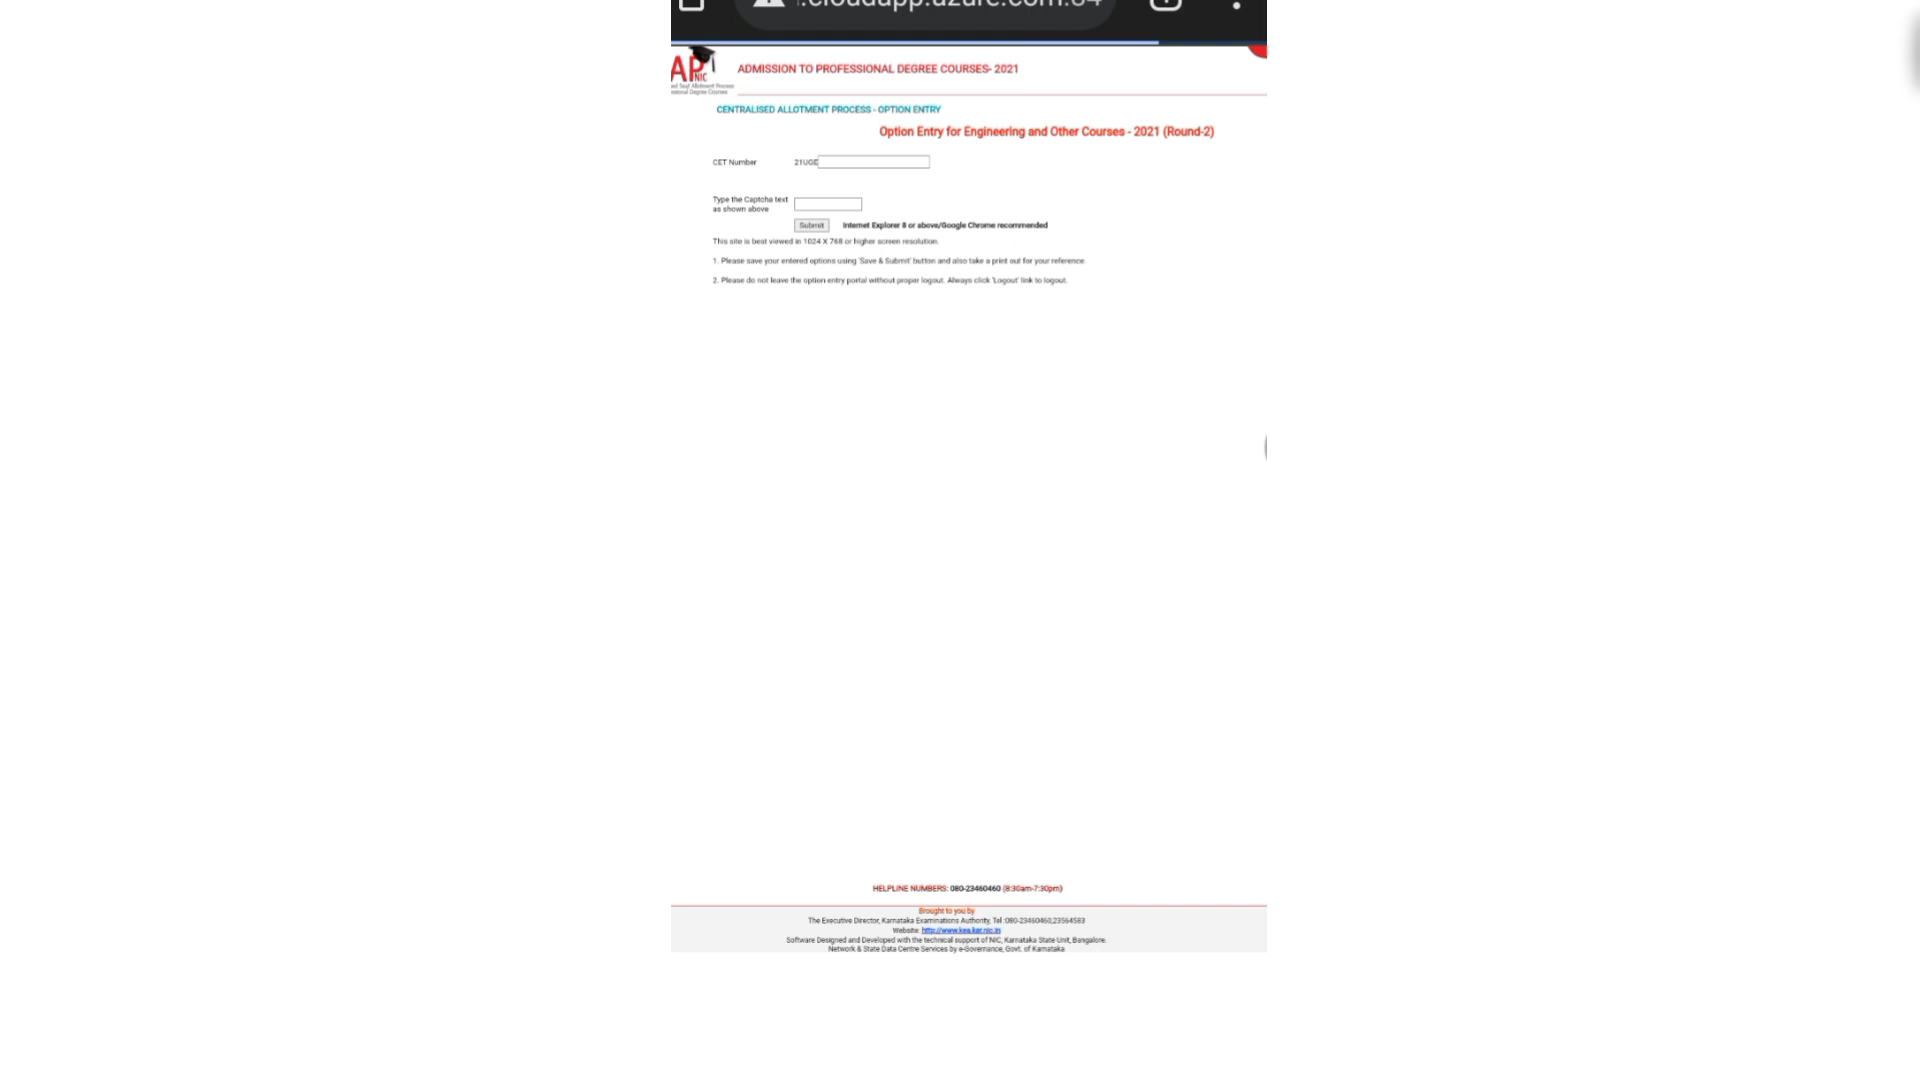 .cloudapp.azure.com:84
AP
NIC
ed Seat Allotment Process
essional Degree Courses
ADMISSION TO PROFESSIONAL DEGREE COURSES- 2021
CENTRALISED ALLOTMENT PROCESS - OPTION ENTRY
Option Entry for Engineering and Other Courses - 2021 (Round-2)
CET Number 21UGE
Type the Captcha text
as shown above
Submit Internet Explorer 8 or above/Google Chrome recommended
This site is best viewed in 1024 X 768 or higher screen resolution.
1. Please save your entered options using 'Save & Submit' button and also take a print out for your reference.
2. Please do not leave the option entry portal without proper logout. Always click 'Logout' link to logout.
HELPLINE NUMBERS: 080-23460460 (8:30am-7:30pm)
Brought to you by
The Executive Director, Karnataka Examinations Authority, Tel :080-23460460,23564583
Website: http://www.kea.kar.nic.in
Software Designed and Developed with the technical support of NIC, Karnataka State Unit, Bangalore.
Network & State Data Centre Services by e-Governance, Govt. of Karnataka